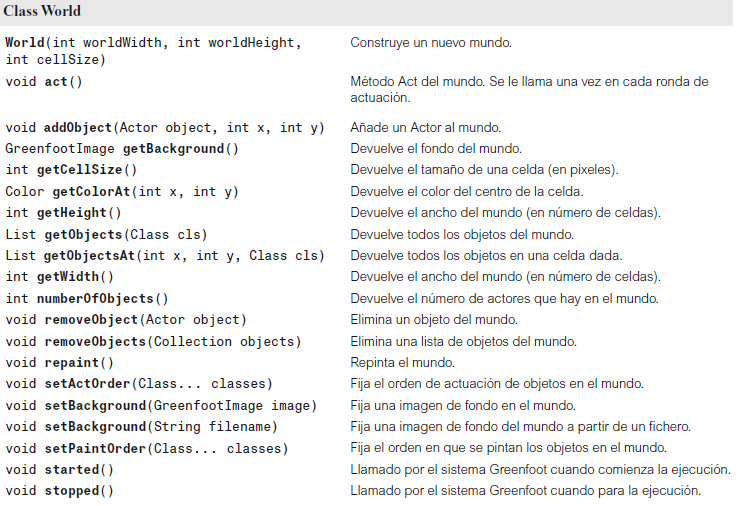 Class World
World(int worldWidth, int worldHeight, Construye un nuevo mundo.
int cellSize)
void act() Método Act del mundo. Se le llama una vez en cada ronda de
actuación.
void addObject(Actor object, int x, int y) Añade un Actor al mundo.
GreenfootImage getBackground() Devuelve el fondo del mundo.
int getCellSize() Devuelve el tamaño de una celda (en píxeles).
Color getColorAt(int x, int y) Devuelve el color del centro de la celda.
int getHeight() Devuelve el ancho del mundo (en número de celdas).
List getObjects(Class cls) Devuelve todos los objetos del mundo.
List getObjectsAt(int x, int y, Class cls) Devuelve todos los objetos en una celda dada.
int getWidth() Devuelve el ancho del mundo (en número de celdas).
int numberOfObjects() Devuelve el número de actores que hay en el mundo.
void removeObject(Actor object) Elimina un objeto del mundo.
void removeObjects(Collection objects) Elimina una lista de objetos del mundo.
void repaint() Repinta el mundo.
void setActOrder(Class... classes) Fija el orden de actuación de objetos en el mundo.
void setBackground(GreenfootImage image) Fija una imagen de fondo en el mundo.
void setBackground(String filename) Fija una imagen de fondo del mundo a partir de un fichero.
void setPaintOrder(Class... classes) Fija el orden en que se pintan los objetos en el mundo.
void started() Llamado por el sistema Greenfoot cuando comienza la ejecución.
void stopped() Llamado por el sistema Greenfoot cuando para la ejecución.